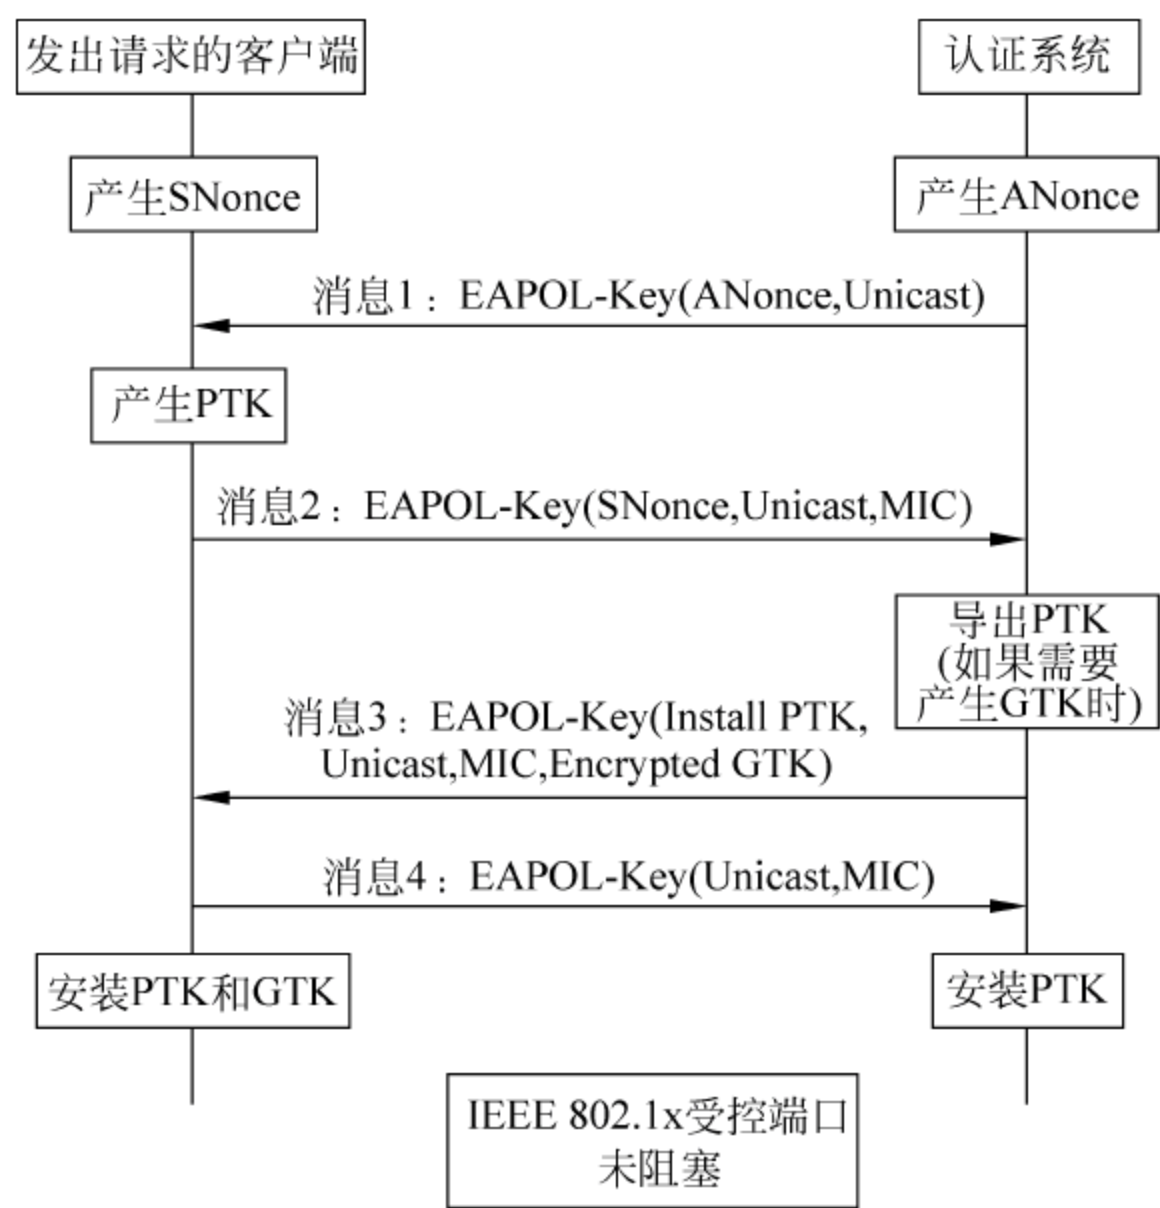 发出请求的客户端
认证系统
产生SNonce
产生ANonce
消息1：EAPOL-Key(ANonce,Unicast)
产生PTK
消息2：EAPOL-Key(SNonce,Unicast,MIC)
导出PTK
(如果需要
产生GTK时)
消息3：EAPOL-Key(Install PTK,
Unicast,MIC,Encrypted GTK)
消息4：EAPOL-Key(Unicast,MIC)
安装PTK和GTK
安装PTK
IEEE 802.1x受控端口
未阻塞